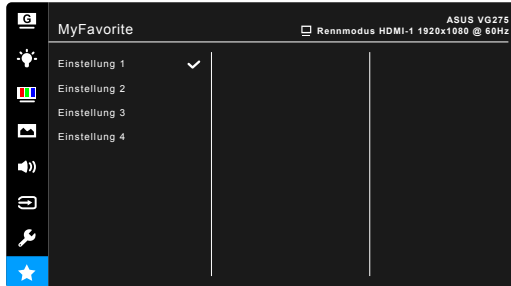 G
ASUS VG275
MyFavorite
Rennmodus HDMI-1 1920x1080 @ 60Hz
Einstellung 1
Einstellung 2
Einstellung 3
Einstellung 4